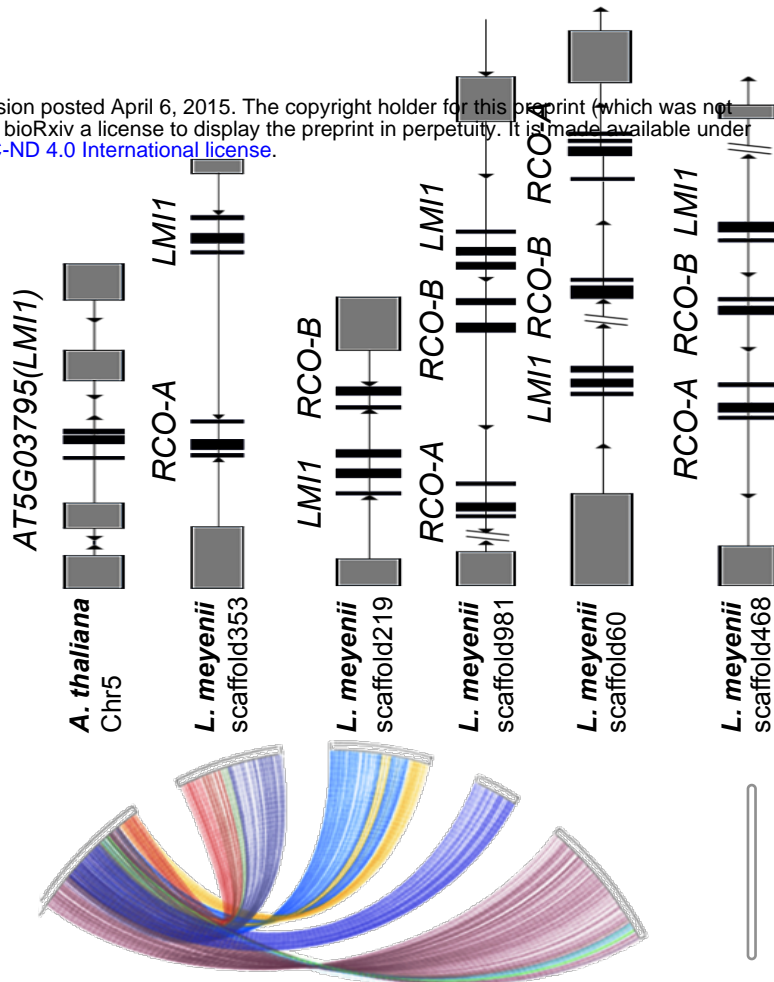 sion posted April 6, 2015. The copyright holder for this preprint (which was not
bioRxiv a license to display the preprint in perpetuity. It is made available under
C-ND 4.0 International license.
AT5G03795(LMI1)
A. thaliana
Chr5
RCO-A LMI1
L. meyenii
scaffold353
LMI1 RCO-B
L. meyenii
scaffold219
RCO-A RCO-B LMI1
L. meyenii
scaffold981
LMI1 RCO-B RCO-A
L. meyenii
scaffold60
RCO-A RCO-B LMI1
L. meyenii
scaffold468